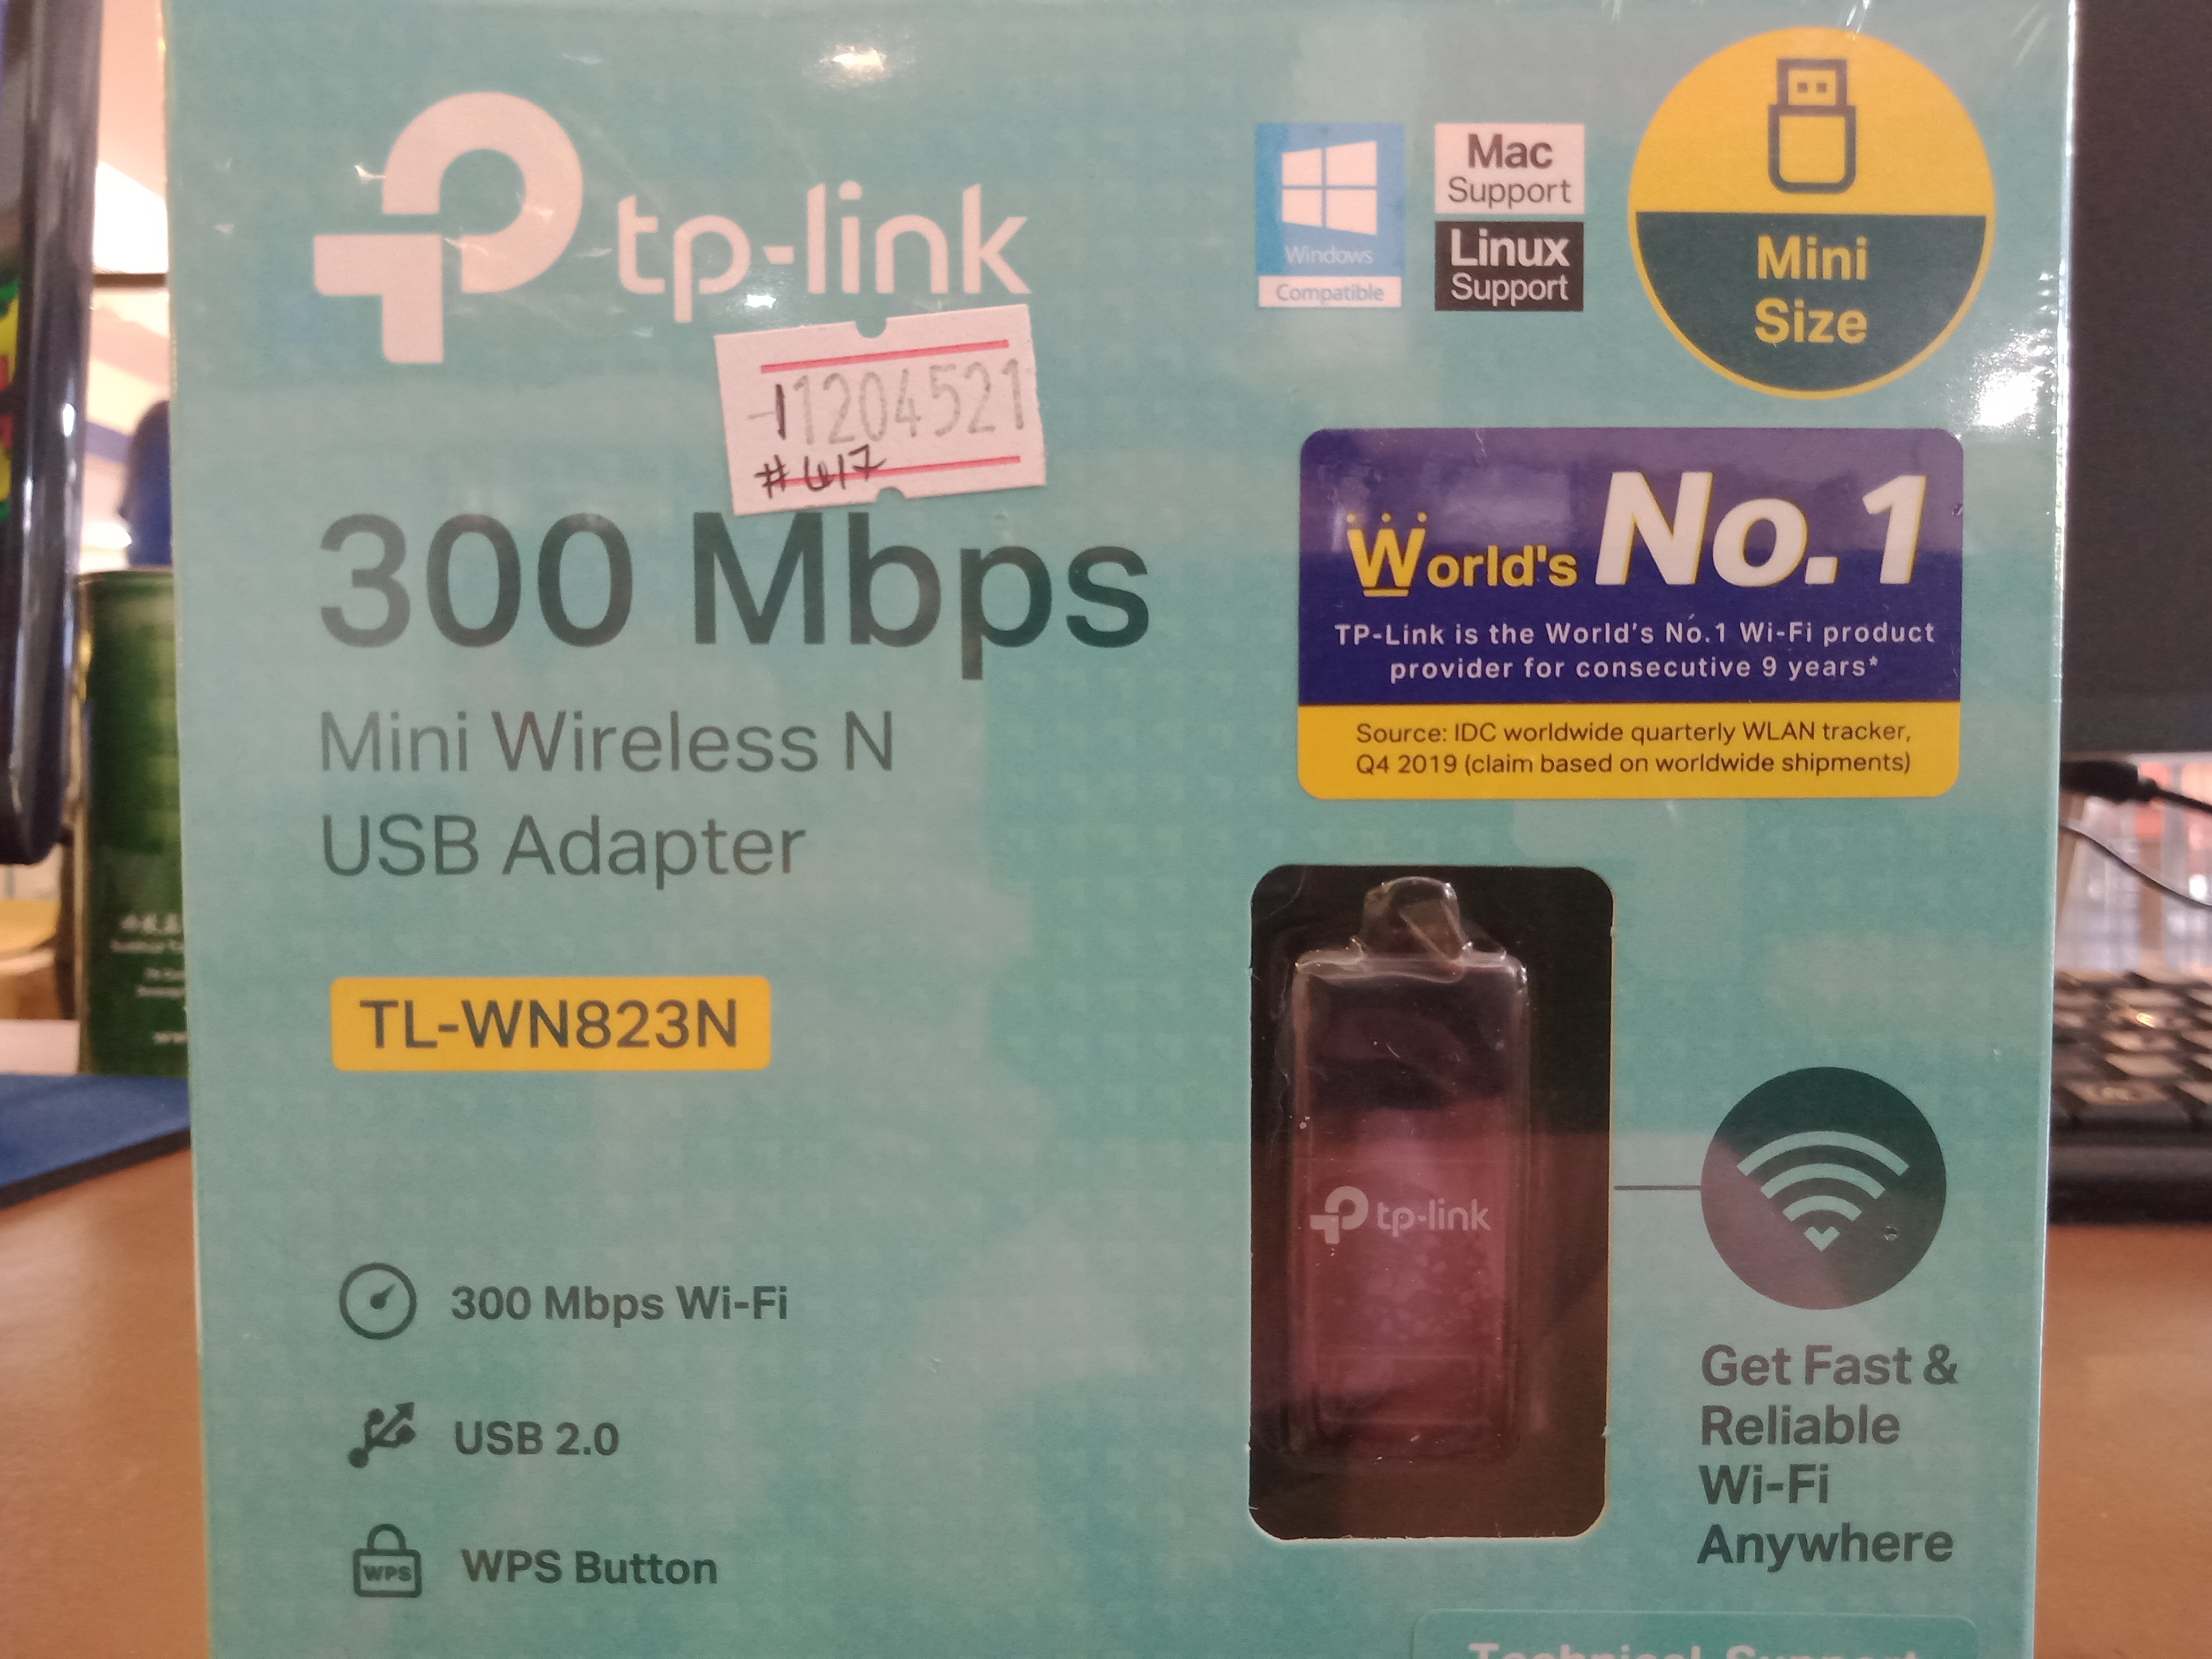 tp-link
Windows
Compatible
Mac
Support
Linux
Support
Mini
Size
11204521
#617
300 Mbps
Mini Wireless N
USB Adapter
TL-WN823N
World's No.1
TP-Link is the World's No.1 Wi-Fi product
provider for consecutive 9 years*
Source: IDC worldwide quarterly WLAN tracker,
Q4 2019 (claim based on worldwide shipments)
tp-link
300 Mbps Wi-Fi
USB 2.0
WPS
WPS Button
Get Fast &
Reliable
Wi-Fi
Anywhere
Technical Support